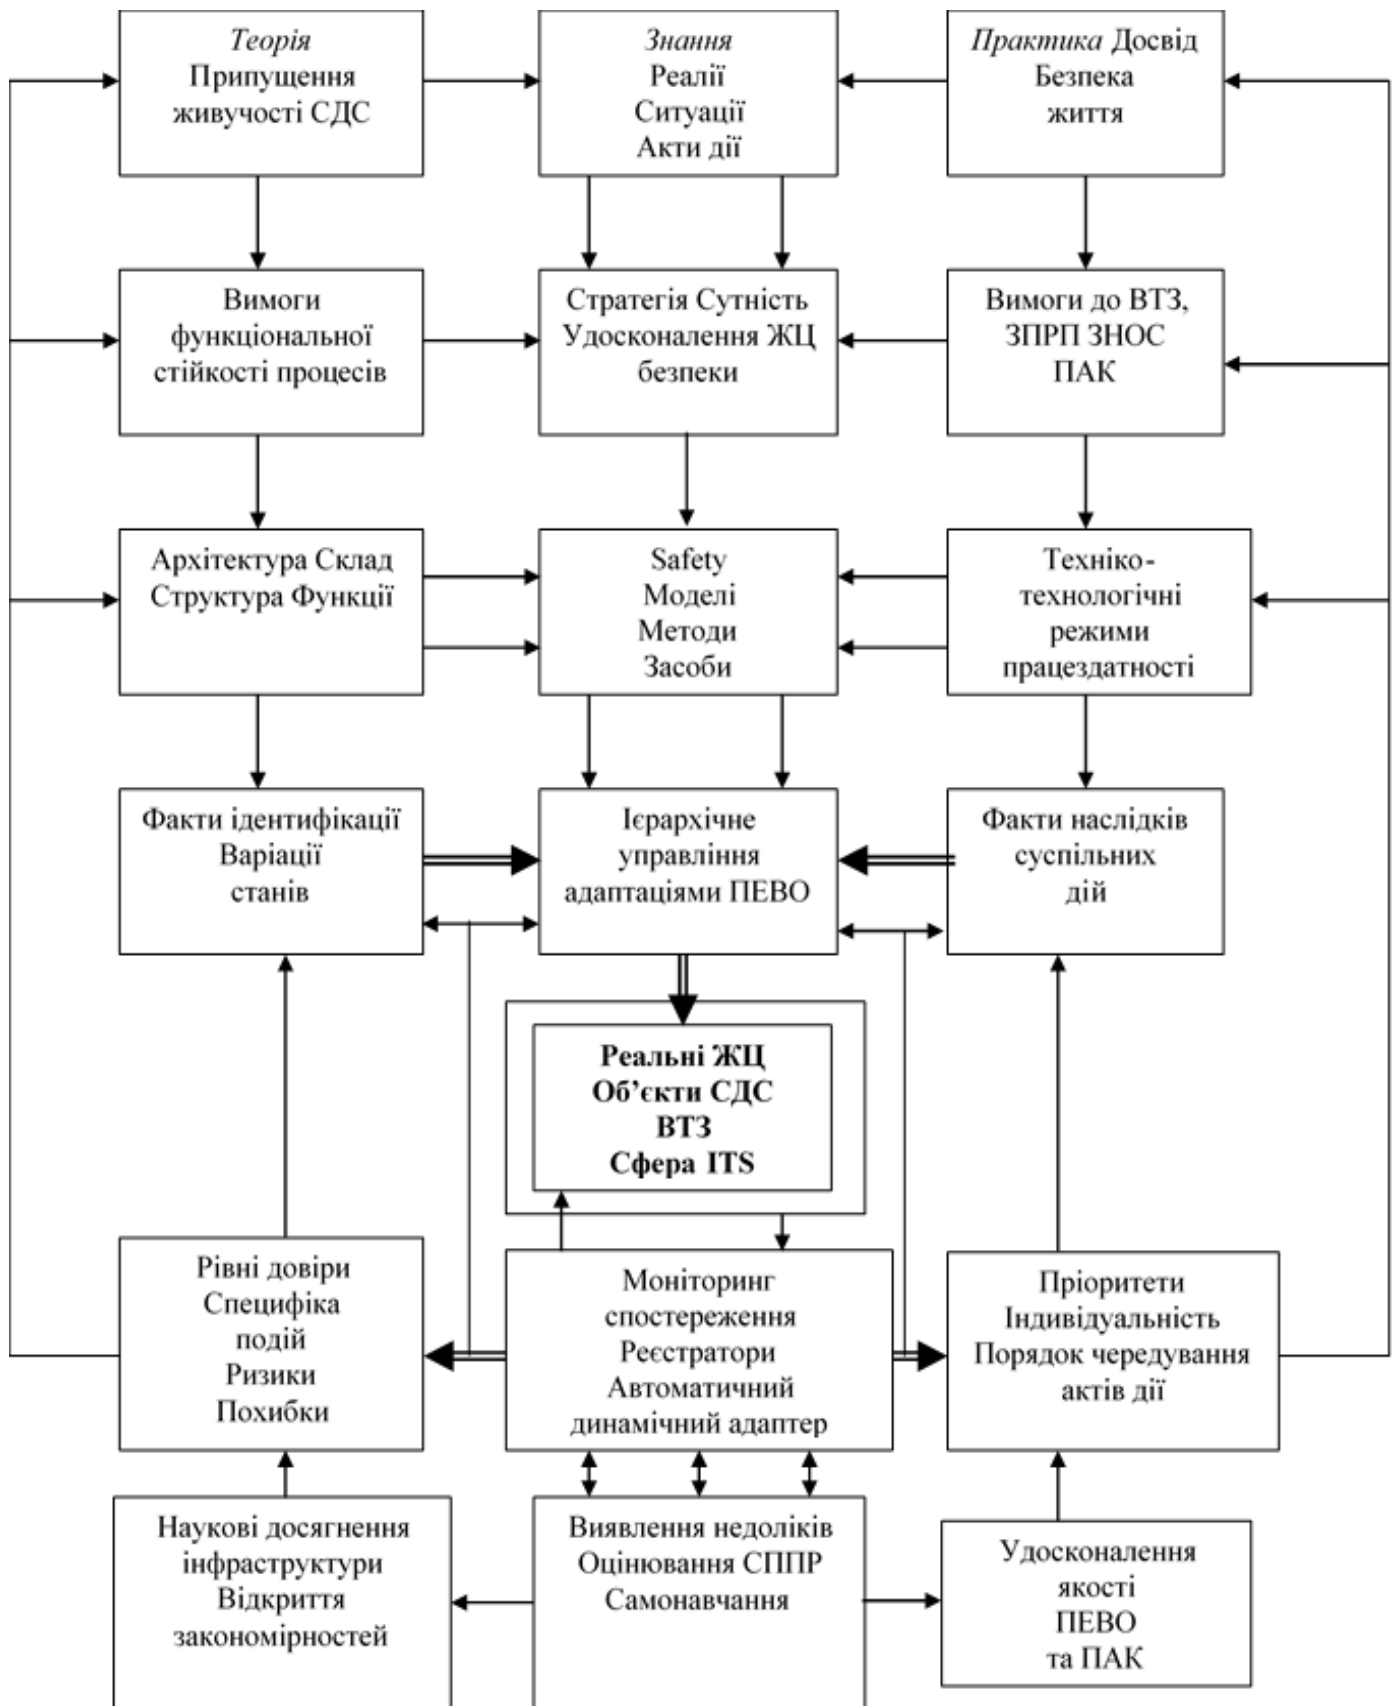 Теорія
Припущення
живучості СДС
Знання
Реалії
Ситуації
Акти дії
Практика Досвід
Безпека
життя
Вимоги
функціональної
стійкості процесів
Стратегія Сутність
Удосконалення ЖЦ
безпеки
Вимоги до ВТЗ,
ЗПРП ЗНОС
ПАК
Архітектура Склад
Структура Функції
Safety
Моделі
Методи
Засоби
Техніко-
технологічні
режими
працездатності
Факти ідентифікації
Варіації
станів
Ієрархічне
управління
адаптаціями ПЕВО
Факти наслідків
суспільних
дій
Реальні ЖЦ
Об’єкти СДС
ВТЗ
Сфера ITS
Рівні довіри
Специфіка
подій
Ризики
Похибки
Моніторинг
спостереження
Реєстратори
Автоматичний
динамічний адаптер
Пріоритети
Індивідуальність
Порядок чередування
актів дії
Наукові досягнення
інфраструктури
Відкриття
закономірностей
Виявлення недоліків
Оцінювання СППР
Самонавчання
Удосконалення
якості
ПЕВО
та ПАК